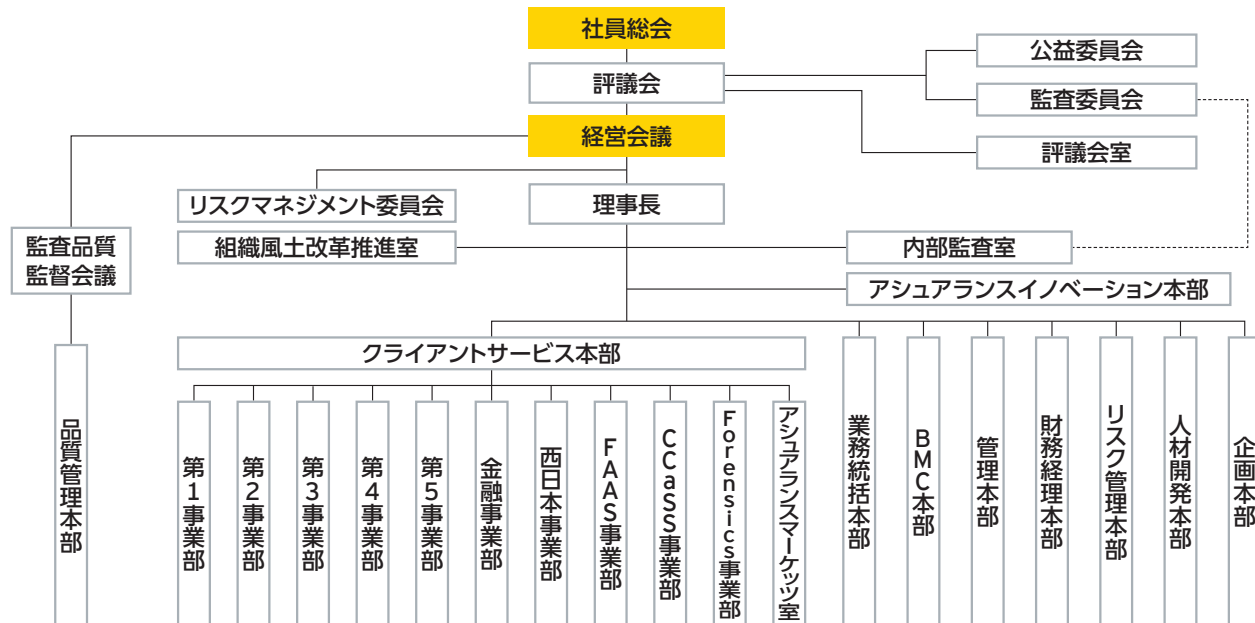 社員総会
評議会
公益委員会
監査委員会
経営会議
評議会室
リスクマネジメント委員会
理事長
監査品質
監督会議
組織風土改革推進室
内部監査室
アシュアランスイノベーション本部
クライアントサービス本部
品質管理本部
第1事業部
第2事業部
第3事業部
第4事業部
第5事業部
金融事業部
西日本事業部
FAAS事業部
CCaSS事業部
Forensics事業部
アシュアランスマーケッツ室
業務統括本部
BMC本部
管理本部
財務経理本部
リスク管理本部
人材開発本部
企画本部